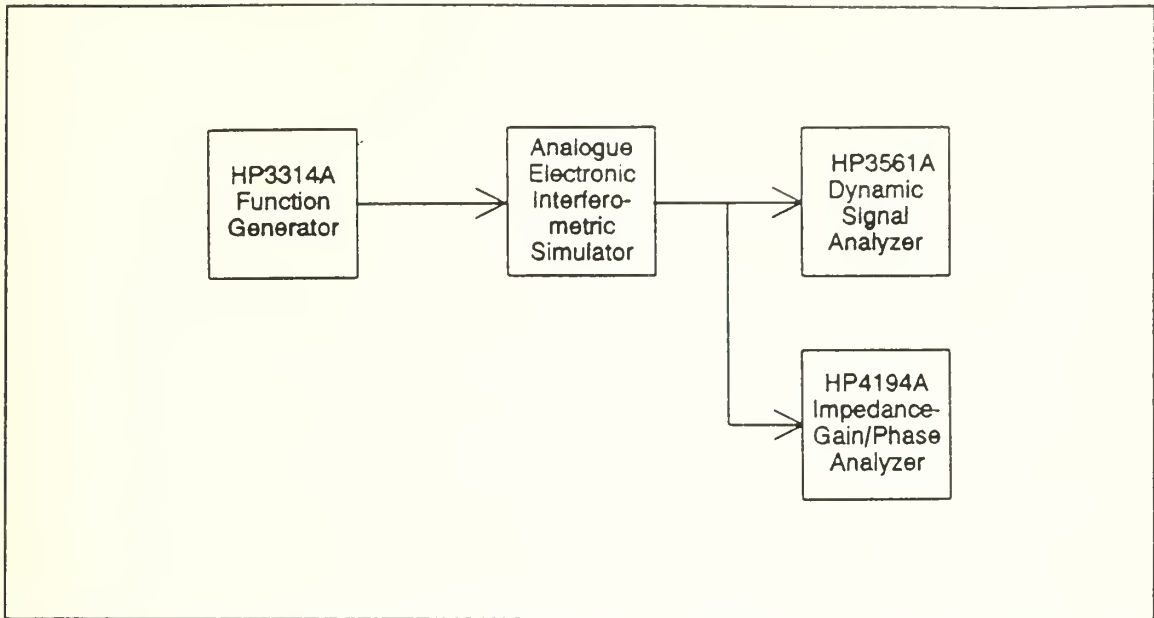 HP3314A
Function
Generator
Analogue
Electronic
Interfero-
metric
Simulator
HP3561A
Dynamic
Signal
Analyzer
HP4194A
Impedance-
Gain/Phase
Analyzer